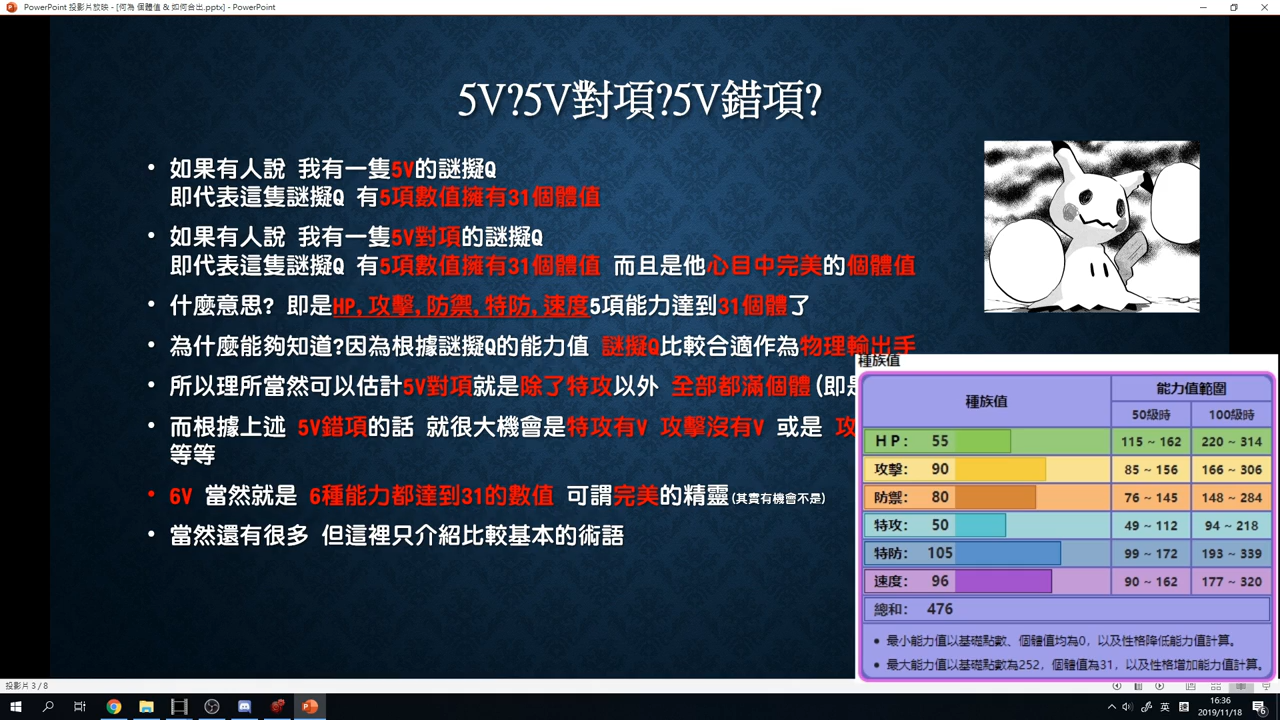 PowerPoint 投影片放映 - [何為 個體值 & 如何合出.pptx] - PowerPoint
5V?5V對項?5V錯項?
• 如果有人說 我有一隻5V的謎擬Q
即代表這隻謎擬Q 有5項數值擁有31個體值
• 如果有人說 我有一隻5V對項的謎擬Q
即代表這隻謎擬Q 有5項數值擁有31個體值 而且是他心目中完美的個體值
• 什麼意思? 即是HP,攻擊,防禦,特防,速度5項能力達到31個體了
• 為什麼能夠知道?因為根據謎擬Q的能力值 謎擬Q比較合適作為物理輸出手
• 所以理所當然可以估計5V對項就是除了特攻以外 全部都滿個體(即是
• 而根據上述 5V錯項的話 就很大機會是特攻有V 攻擊沒有V 或是 攻
等等
• 6V 當然就是 6種能力都達到31的數值 可謂完美的精靈(其實有機會不是)
• 當然還有很多 但這裡只介紹比較基本的術語
種族值
種族值 能力值範圍
50級時 100級時
HP: 55 115 ~ 162 220 ~ 314
攻擊: 90 85 ~ 156 166 ~ 306
防禦: 80 76 ~ 145 148 ~ 284
特攻: 50 49 ~ 112 94 ~ 218
特防: 105 99 ~ 172 193 ~ 339
速度: 96 90 ~ 162 177 ~ 320
總和: 476
• 最小能力值以基礎點數、個體值均為0，以及性格降低能力值計算。
• 最大能力值以基礎點數為252，個體值為31，以及性格增加能力值計算。
投影片 3 / 8
英
16:36
2019/11/18
6